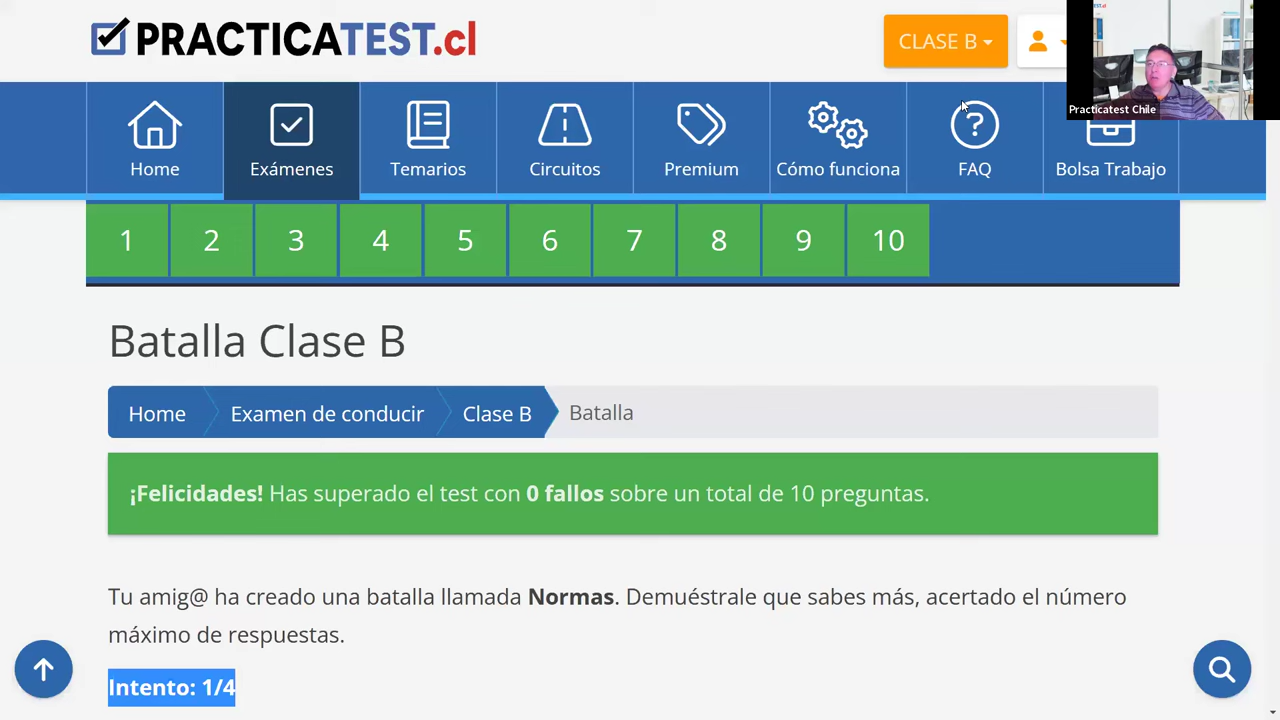 PRACTICATEST.cl
CLASE B
Practicatest Chile
Home
Exámenes
Temarios
Circuitos
Premium
Cómo funciona
FAQ
Bolsa Trabajo
1 2 3 4 5 6 7 8 9 10
Batalla Clase B
Home Examen de conducir Clase B Batalla
¡Felicidades! Has superado el test con 0 fallos sobre un total de 10 preguntas.
Tu amig@ ha creado una batalla llamada Normas. Demuéstrale que sabes más, acertado el número
máximo de respuestas.
Intento: 1/4